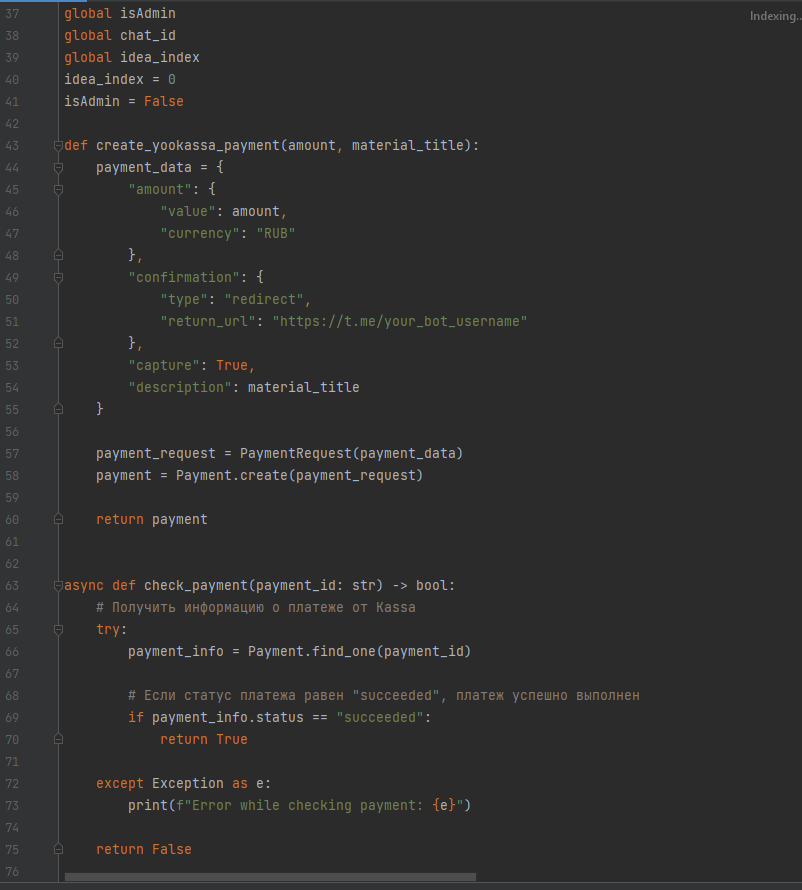 Indexing...
37 global isAdmin
38 global chat_id
39 global idea_index
40 idea_index = 0
41 isAdmin = False
42
43 def create_yookassa_payment(amount, material_title):
44     payment_data = {
45         "amount": {
46             "value": amount,
47             "currency": "RUB"
48         },
49         "confirmation": {
50             "type": "redirect",
51             "return_url": "https://t.me/your_bot_username"
52         },
53         "capture": True,
54         "description": material_title
55     }
56
57     payment_request = PaymentRequest(payment_data)
58     payment = Payment.create(payment_request)
59
60     return payment
61
62
63 async def check_payment(payment_id: str) -> bool:
64     # Получить информацию о платеже от Kassa
65     try:
66         payment_info = Payment.find_one(payment_id)
67
68         # Если статус платежа равен "succeeded", платеж успешно выполнен
69         if payment_info.status == "succeeded":
70             return True
71
72     except Exception as e:
73         print(f"Error while checking payment: {e}")
74
75     return False
76